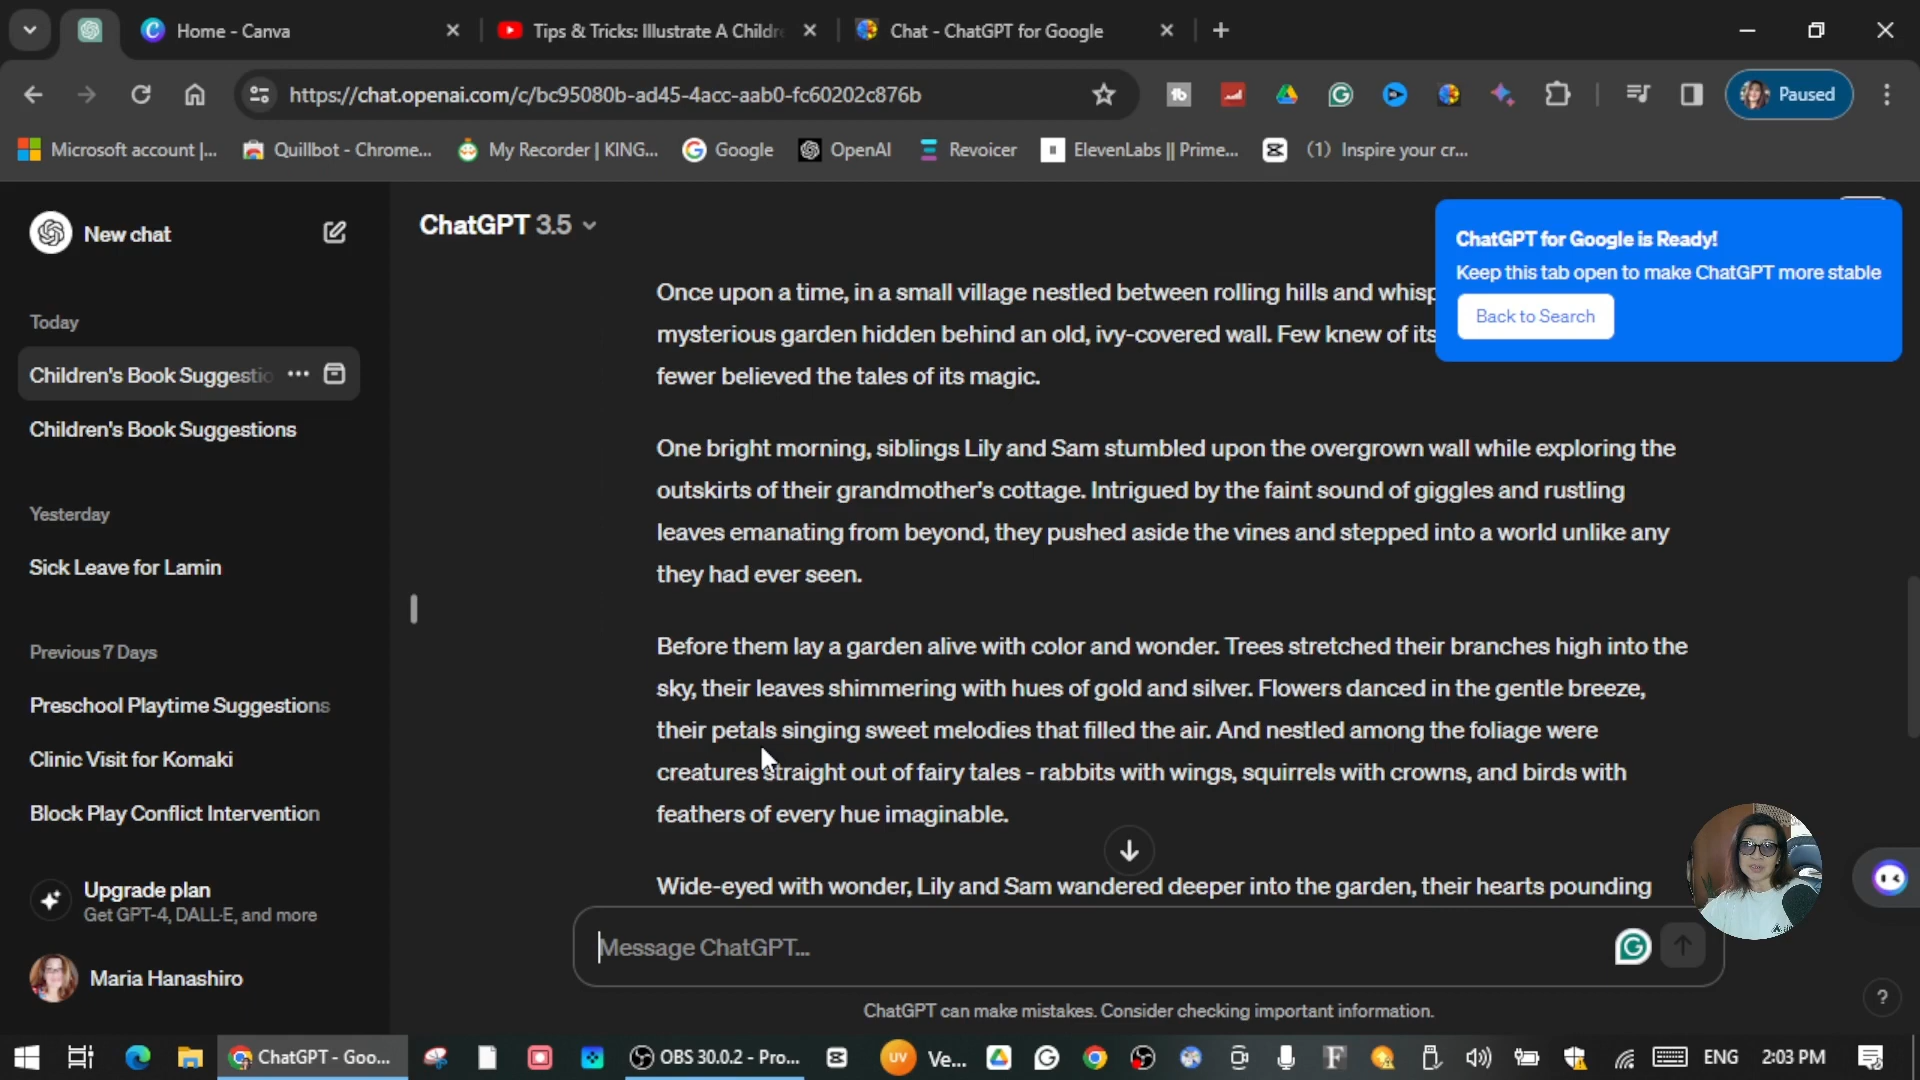 Home - Canva
Tips & Tricks: Illustrate A Childr
Chat - ChatGPT for Google
https://chat.openai.com/c/bc95080b-ad45-4acc-aab0-fc60202c876b
Paused
Microsoft account |...
Quillbot - Chrome...
My Recorder | KING...
Google
OpenAI
Revoicer
ElevenLabs || Prime...
(1) Inspire your cr...
New chat
ChatGPT 3.5
ChatGPT for Google is Ready!
Keep this tab open to make ChatGPT more stable
Back to Search
Today
Children's Book Suggestio
Children's Book Suggestions
Yesterday
Sick Leave for Lamin
Previous 7 Days
Preschool Playtime Suggestions
Clinic Visit for Komaki
Block Play Conflict Intervention
Upgrade plan
Get GPT-4, DALL·E, and more
Maria Hanashiro
Once upon a time, in a small village nestled between rolling hills and whisp
mysterious garden hidden behind an old, ivy-covered wall. Few knew of its
fewer believed the tales of its magic.
One bright morning, siblings Lily and Sam stumbled upon the overgrown wall while exploring the
outskirts of their grandmother's cottage. Intrigued by the faint sound of giggles and rustling
leaves emanating from beyond, they pushed aside the vines and stepped into a world unlike any
they had ever seen.
Before them lay a garden alive with color and wonder. Trees stretched their branches high into the
sky, their leaves shimmering with hues of gold and silver. Flowers danced in the gentle breeze,
their petals singing sweet melodies that filled the air. And nestled among the foliage were
creatures straight out of fairy tales - rabbits with wings, squirrels with crowns, and birds with
feathers of every hue imaginable.
Wide-eyed with wonder, Lily and Sam wandered deeper into the garden, their hearts pounding
Message ChatGPT...
ChatGPT can make mistakes. Consider checking important information.
?
ChatGPT - Goo...
OBS 30.0.2 - Pro...
UV
Ve...
ENG
2:03 PM